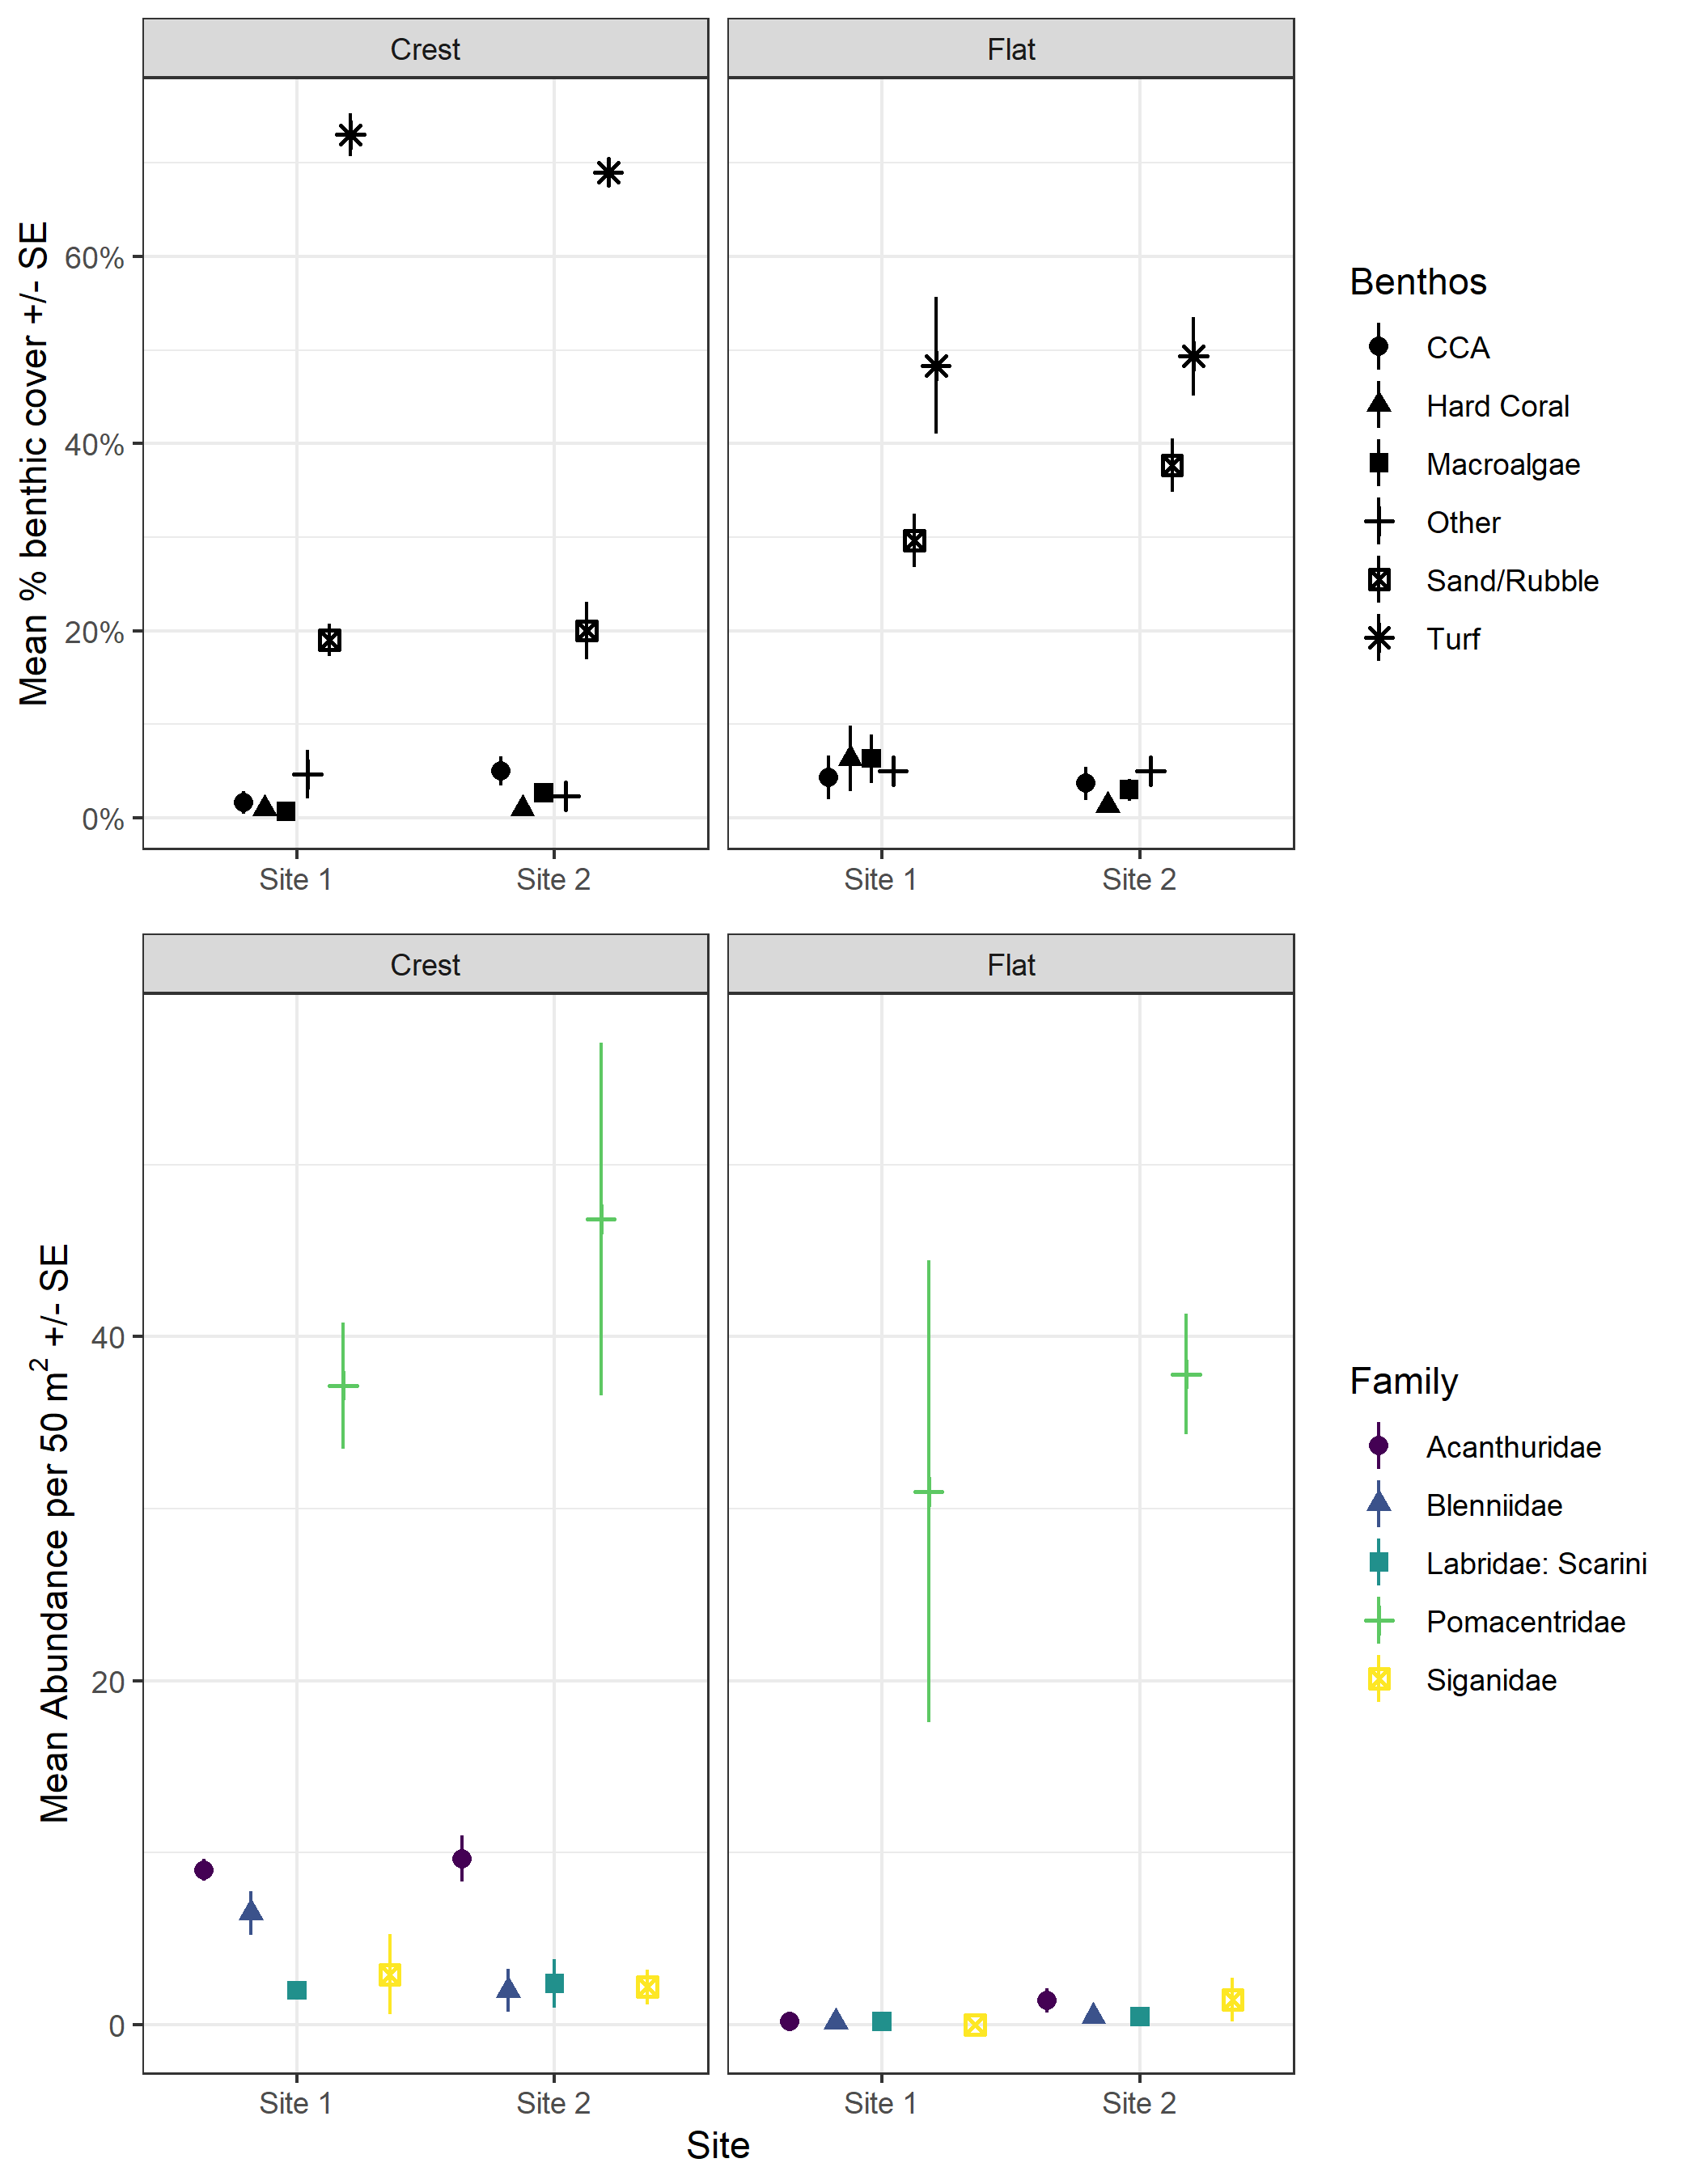 Crest
Flat
Mean % benthic cover +/- SE
60%
40%
20%
0%
Site 1
Site 2
Site 1
Site 2
Benthos
CCA
Hard Coral
Macroalgae
Other
Sand/Rubble
Turf
Crest
Flat
Mean Abundance per 50 m² +/- SE
40
20
0
Site 1
Site 2
Site 1
Site 2
Site
Family
Acanthuridae
Blenniidae
Labridae: Scarini
Pomacentridae
Siganidae